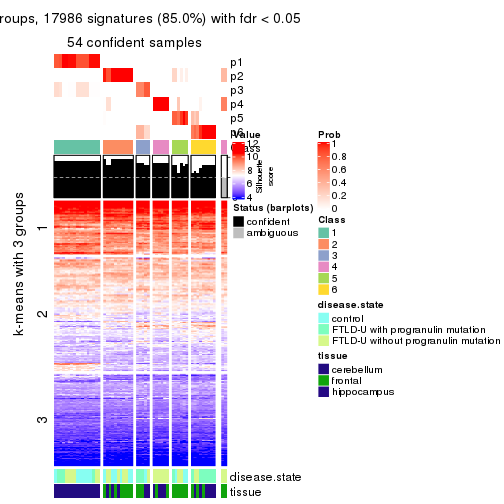 roups, 17986 signatures (85.0%) with fdr < 0.05
54 confident samples
p1
p2
p3
p4
p5
p6
Class
k-means with 3 groups
1
2
3
disease.state
tissue
Value
12
10
8
6
4
Silhouette
score
Status (barplots)
confident
ambiguous
Prob
1
0.8
0.6
0.4
0.2
0
Class
1
2
3
4
5
6
disease.state
control
FTLD-U with progranulin mutation
FTLD-U without progranulin mutation
tissue
cerebellum
frontal
hippocampus